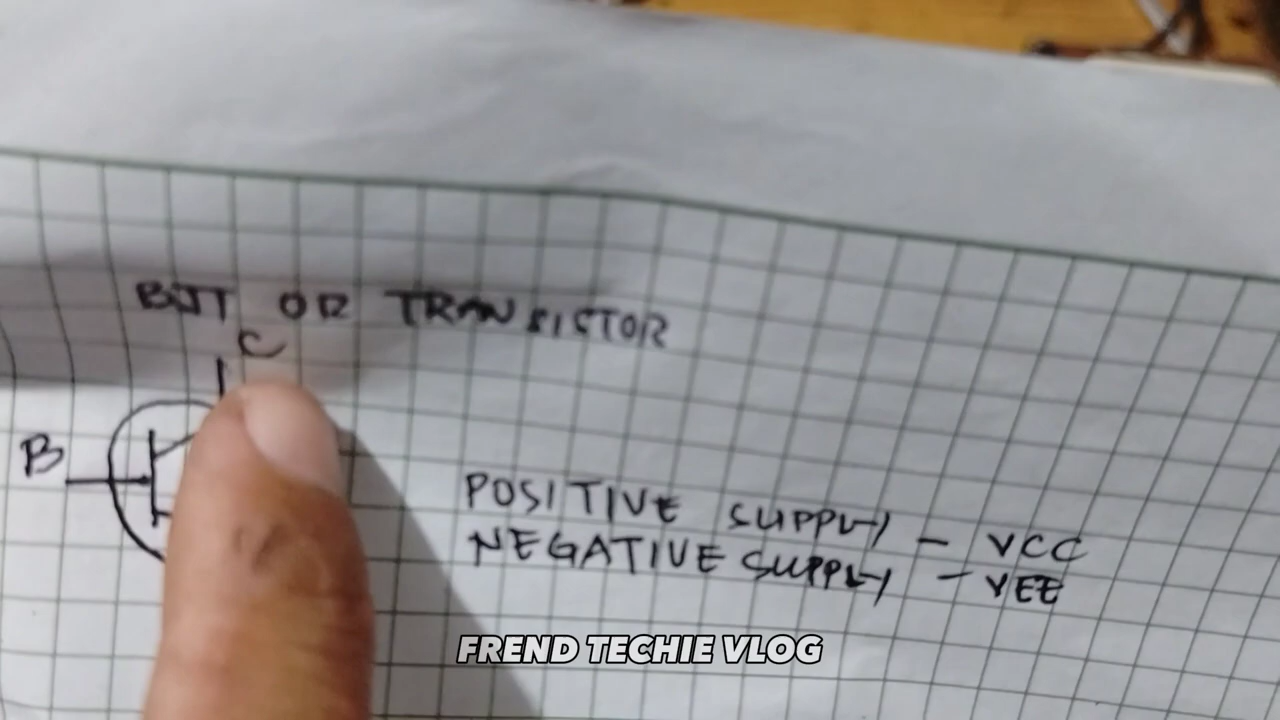 BJT OR TRANSISTOR
C
B
POSITIVE SUPPLY - VCC
NEGATIVE SUPPLY - VEE
FREND TECHIE VLOG